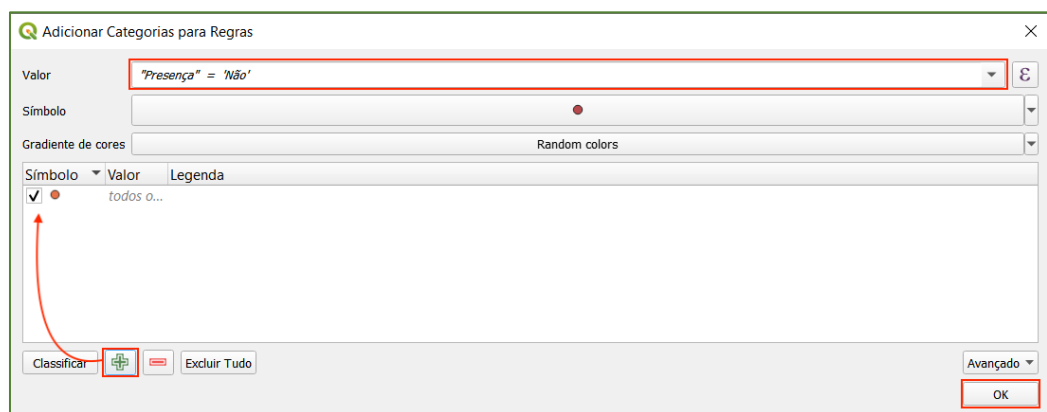 Adicionar Categorias para Regras
Valor "Presença" = 'Não' ε
Símbolo
Gradiente de cores Random colors
Símbolo Valor Legenda
todos o...
Classificar Excluir Tudo Avançado
OK